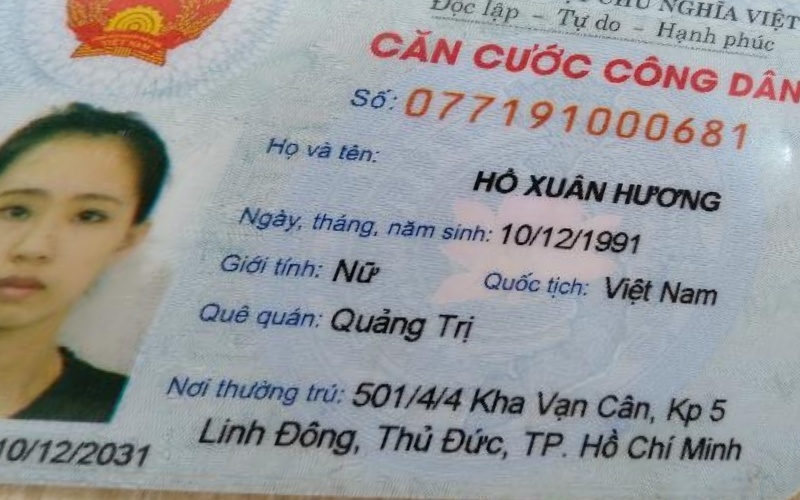 CHỦ NGHĨA VIỆT
Độc lập – Tự do – Hạnh phúc
CĂN CƯỚC CÔNG DÂN
Số: 077191000681
Họ và tên:
HỒ XUÂN HƯƠNG
Ngày, tháng, năm sinh: 10/12/1991
Giới tính: Nữ Quốc tịch: Việt Nam
Quê quán: Quảng Trị
Nơi thường trú: 501/4/4 Kha Vạn Cân, Kp 5
Linh Đông, Thủ Đức, TP. Hồ Chí Minh
10/12/2031